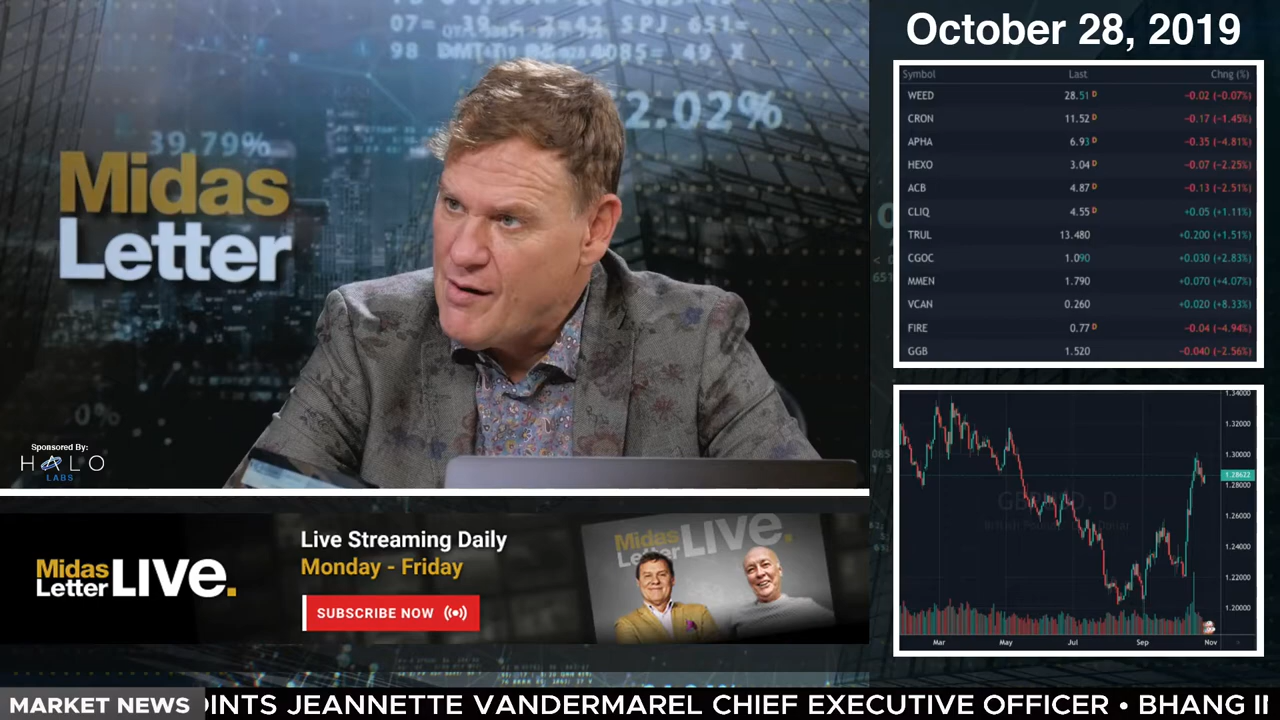 October 28, 2019
Symbol Last Chng (%)
WEED 28.51 D −0.02 (−0.07%)
CRON 11.52 D −0.17 (−1.45%)
APHA 6.93 D −0.35 (−4.81%)
HEXO 3.04 D −0.07 (−2.25%)
ACB 4.87 D −0.13 (−2.51%)
CLIQ 4.55 D +0.05 (+1.11%)
TRUL 13.480 +0.200 (+1.51%)
CGOC 1.090 +0.030 (+2.83%)
MMEN 1.790 +0.070 (+4.07%)
VCAN 0.260 +0.020 (+8.33%)
FIRE 0.77 D −0.04 (−4.94%)
GGB 1.520 −0.040 (−2.56%)
2.02%
39.79%
Midas
Letter
0%
Sponsored By:
HALO
LABS
1.34000
1.32000
1.30000
1.28622
1.28000
1.26000
1.24000
1.22000
1.20000
Mar May Jul Sep Nov
Midas
Letter LIVE.
Live Streaming Daily
Monday - Friday
SUBSCRIBE NOW
Midas
Letter LIVE.
MARKET NEWS INTS JEANNETTE VANDERMAREL CHIEF EXECUTIVE OFFICER • BHANG II